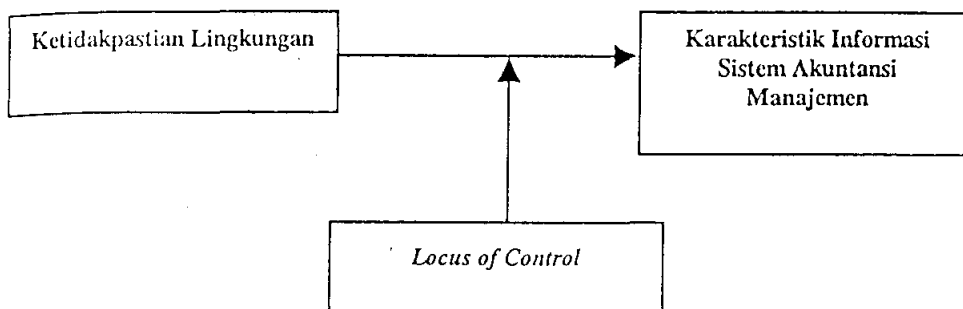 Ketidakpastian Lingkungan
Karakteristik Informasi
Sistem Akuntansi
Manajemen
Locus of Control